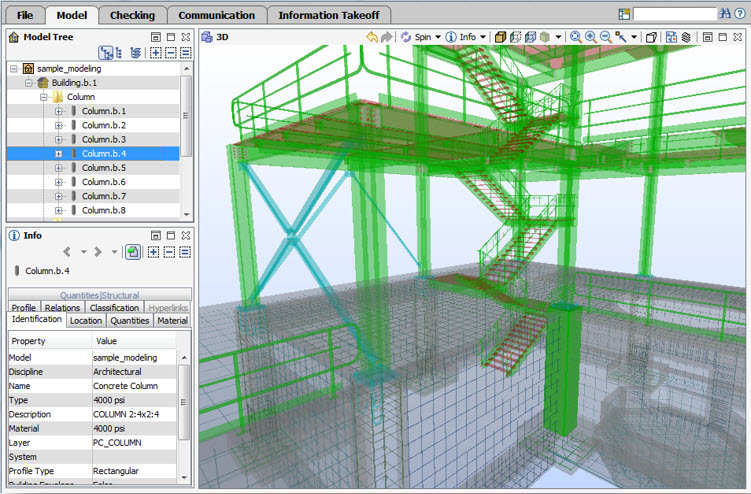 File Model Checking Communication Information Takeoff
Model Tree
sample_modeling
Building.b.1
Column
Column.b.1
Column.b.2
Column.b.3
Column.b.4
Column.b.5
Column.b.6
Column.b.7
Column.b.8
Info
Column.b.4
Quantities|Structural
Profile Relations Classification Hyperlinks
Identification Location Quantities Material
Property Value
Model sample_modeling
Discipline Architectural
Name Concrete Column
Type 4000 psi
Description COLUMN 2:4x2:4
Material 4000 psi
Layer PC_COLUMN
System
Profile Type Rectangular
Building Envelope False
3D Spin Info